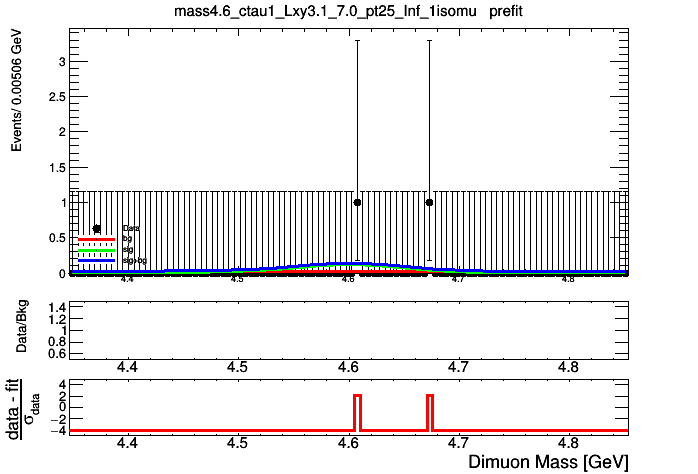 mass4.6_ctau1_Lxy3.1_7.0_pt25_Inf_1isomu prefit
Events/ 0.00506 GeV
3
2.5
2
1.5
1
0.5
0
Data
bg
sig
sig+bg
4.4 4.5 4.6 4.7 4.8
Data/Bkg
1.4
1.2
1
0.8
0.6
4.4 4.5 4.6 4.7 4.8
data - fit
σdata
4
2
0
−2
−4
4.4 4.5 4.6 4.7 4.8
Dimuon Mass [GeV]